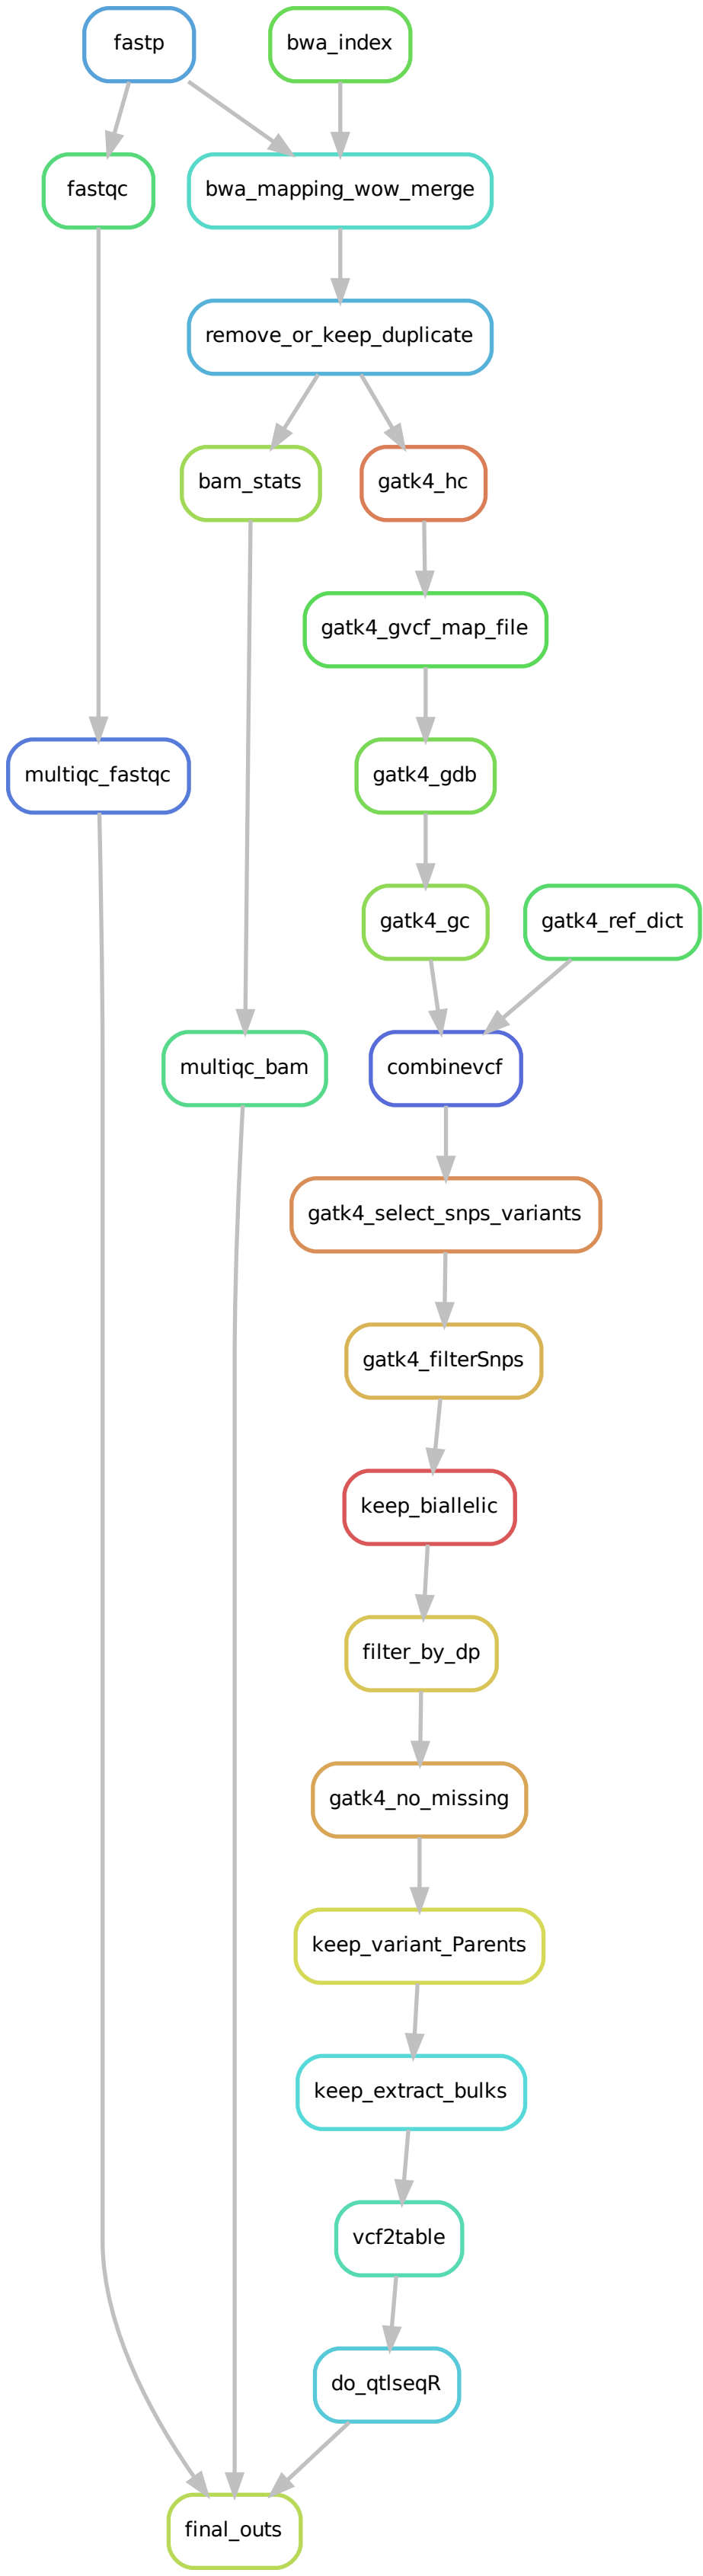 fastp
bwa_index
fastqc
bwa_mapping_wow_merge
remove_or_keep_duplicate
bam_stats
gatk4_hc
gatk4_gvcf_map_file
multiqc_fastqc
gatk4_gdb
gatk4_gc
gatk4_ref_dict
multiqc_bam
combinevcf
gatk4_select_snps_variants
gatk4_filterSnps
keep_biallelic
filter_by_dp
gatk4_no_missing
keep_variant_Parents
keep_extract_bulks
vcf2table
do_qtlseqR
final_outs